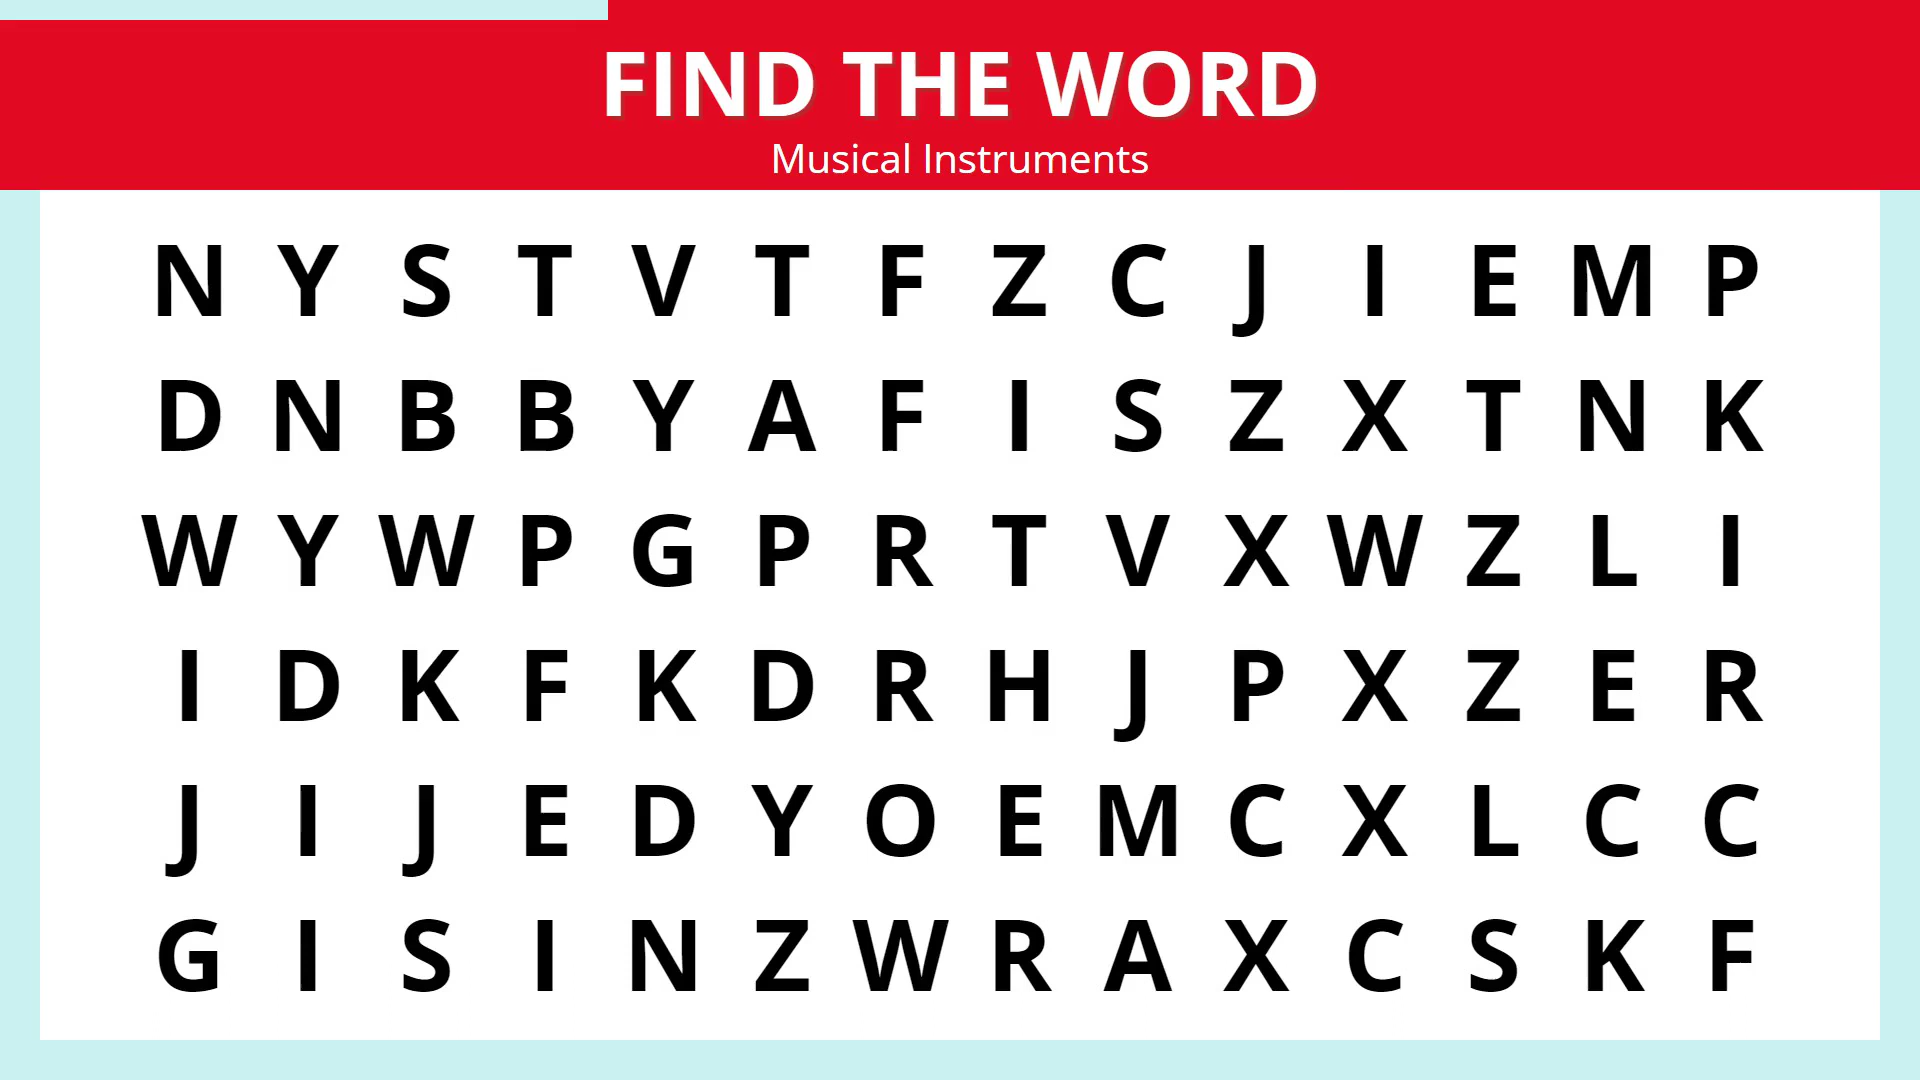 FIND THE WORD
Musical Instruments
N Y S T V T F Z C J I E M P
D N B B Y A F I S Z X T N K
W Y W P G P R T V X W Z L I
I D K F K D R H J P X Z E R
J I J E D Y O E M C X L C C
G I S I N Z W R A X C S K F